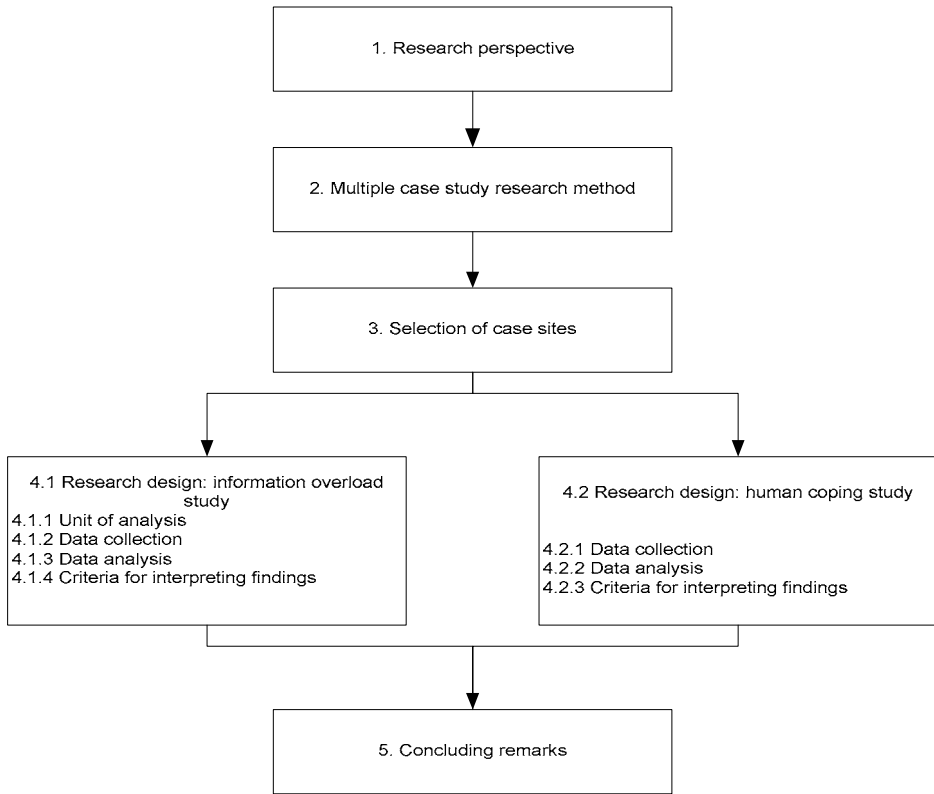 1. Research perspective
2. Multiple case study research method
3. Selection of case sites
4.1 Research design: information overload
study
4.1.1 Unit of analysis
4.1.2 Data collection
4.1.3 Data analysis
4.1.4 Criteria for interpreting findings
4.2 Research design: human coping study
4.2.1 Data collection
4.2.2 Data analysis
4.2.3 Criteria for interpreting findings
5. Concluding remarks